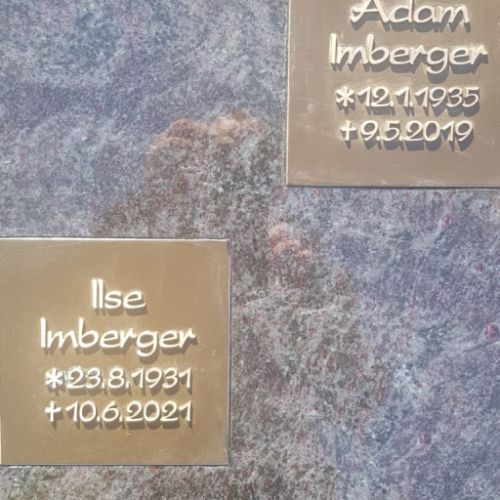 Adam
Imberger
*12.1.1935
†9.5.2019
Ilse
Imberger
*23.8.1931
†10.6.2021